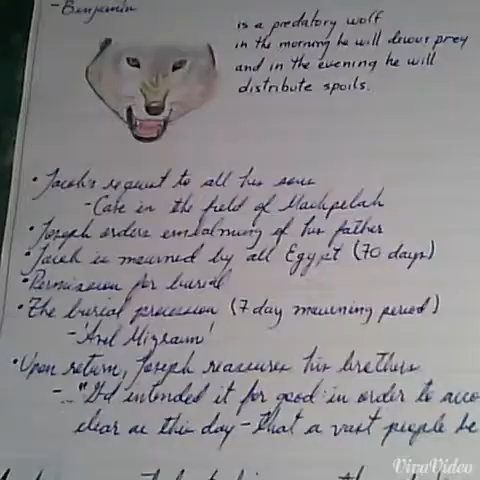 - Benjamin
is a predatory wolf
in the morning he will devour prey
and in the evening he will
distribute spoils.
• Jacob's request to all his sons
- Cave in the field of Machpelah
• Joseph orders embalming of his father
• Jacob is mourned by all Egypt (70 days)
• Permission for burial
• The burial procession (7 day mourning period)
- 'Avel Mizraim'
• Upon return, Joseph reassures his brothers
- ..."G-d intended it for good: in order to acco
clear as this day - that a vast people be
VivaVideo